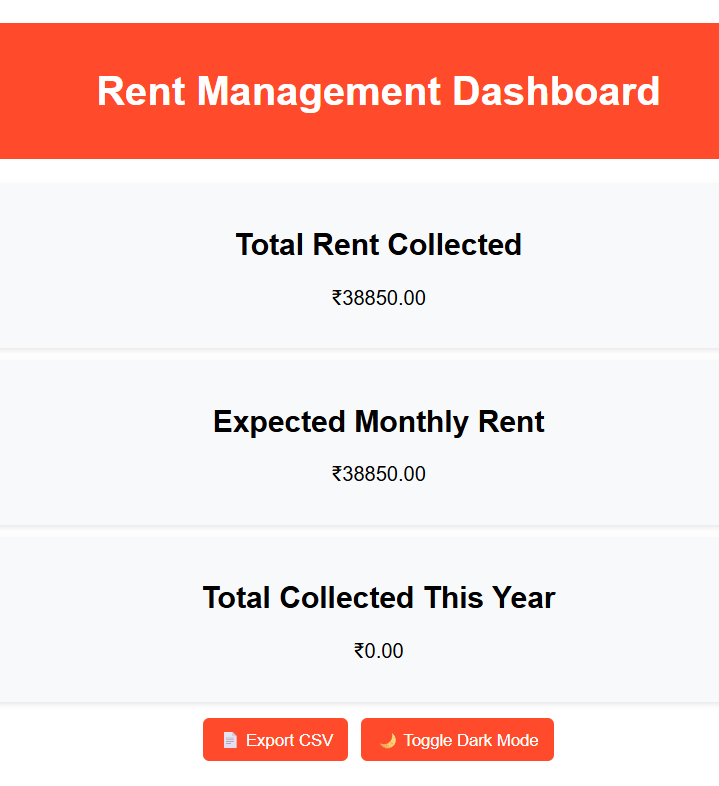 Rent Management Dashboard
Total Rent Collected
₹38850.00
Expected Monthly Rent
₹38850.00
Total Collected This Year
₹0.00
📄 Export CSV
🌙 Toggle Dark Mode